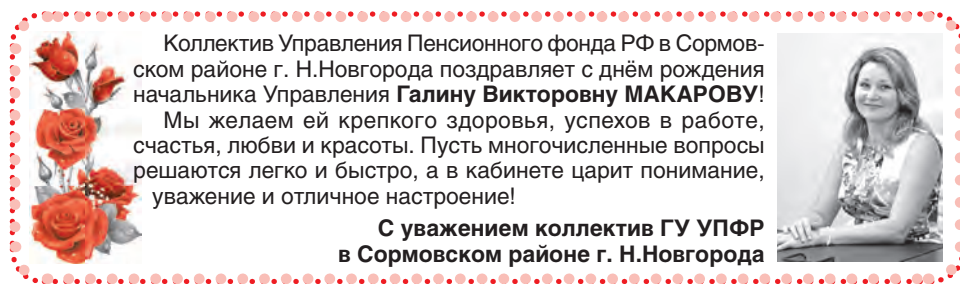 Коллектив Управления Пенсионного фонда РФ в Сормов-
ском районе г. Н.Новгорода поздравляет с днём рождения
начальника Управления Галину Викторовну МАКАРОВУ!
Мы желаем ей крепкого здоровья, успехов в работе,
счастья, любви и красоты. Пусть многочисленные вопросы
решаются легко и быстро, а в кабинете царит понимание,
уважение и отличное настроение!
С уважением коллектив ГУ УПФР
в Сормовском районе г. Н.Новгорода